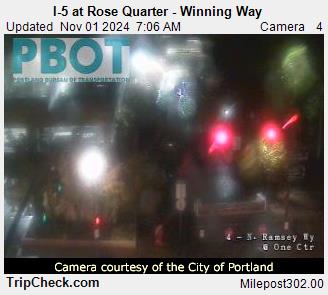 I-5 at Rose Quarter - Winning Way
Updated Nov 01 2024 7:06 AM Camera 4
PBOT
PORTLAND BUREAU OF TRANSPORTATION
4 - N. Ramsey Wy
@ One Ctr
Camera courtesy of the City of Portland
TripCheck.com Milepost302.00